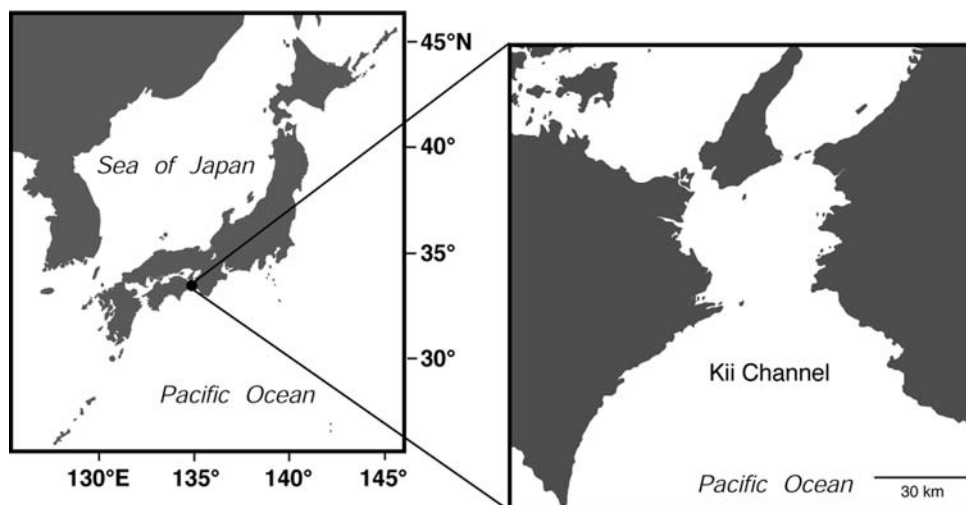 45°N
40°
35°
30°
Sea of Japan
Pacific Ocean
130°E 135° 140° 145°
Kii Channel
Pacific Ocean
30 km